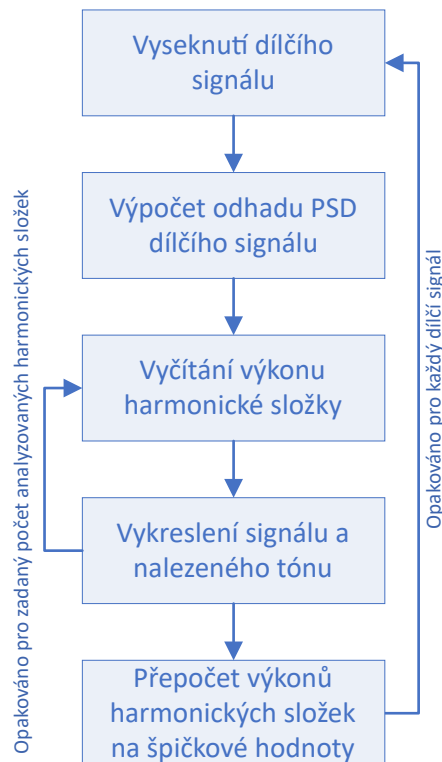 Vyseknutí dílčího
signálu
Výpočet odhadu PSD
dílčího signálu
Vyčítání výkonu
harmonické složky
Vykreslení signálu a
nalezeného tónu
Přepočet výkonů
harmonických složek
na špičkové hodnoty
Opakováno pro zadaný počet analyzovaných harmonických složek
Opakováno pro každý dílčí signál